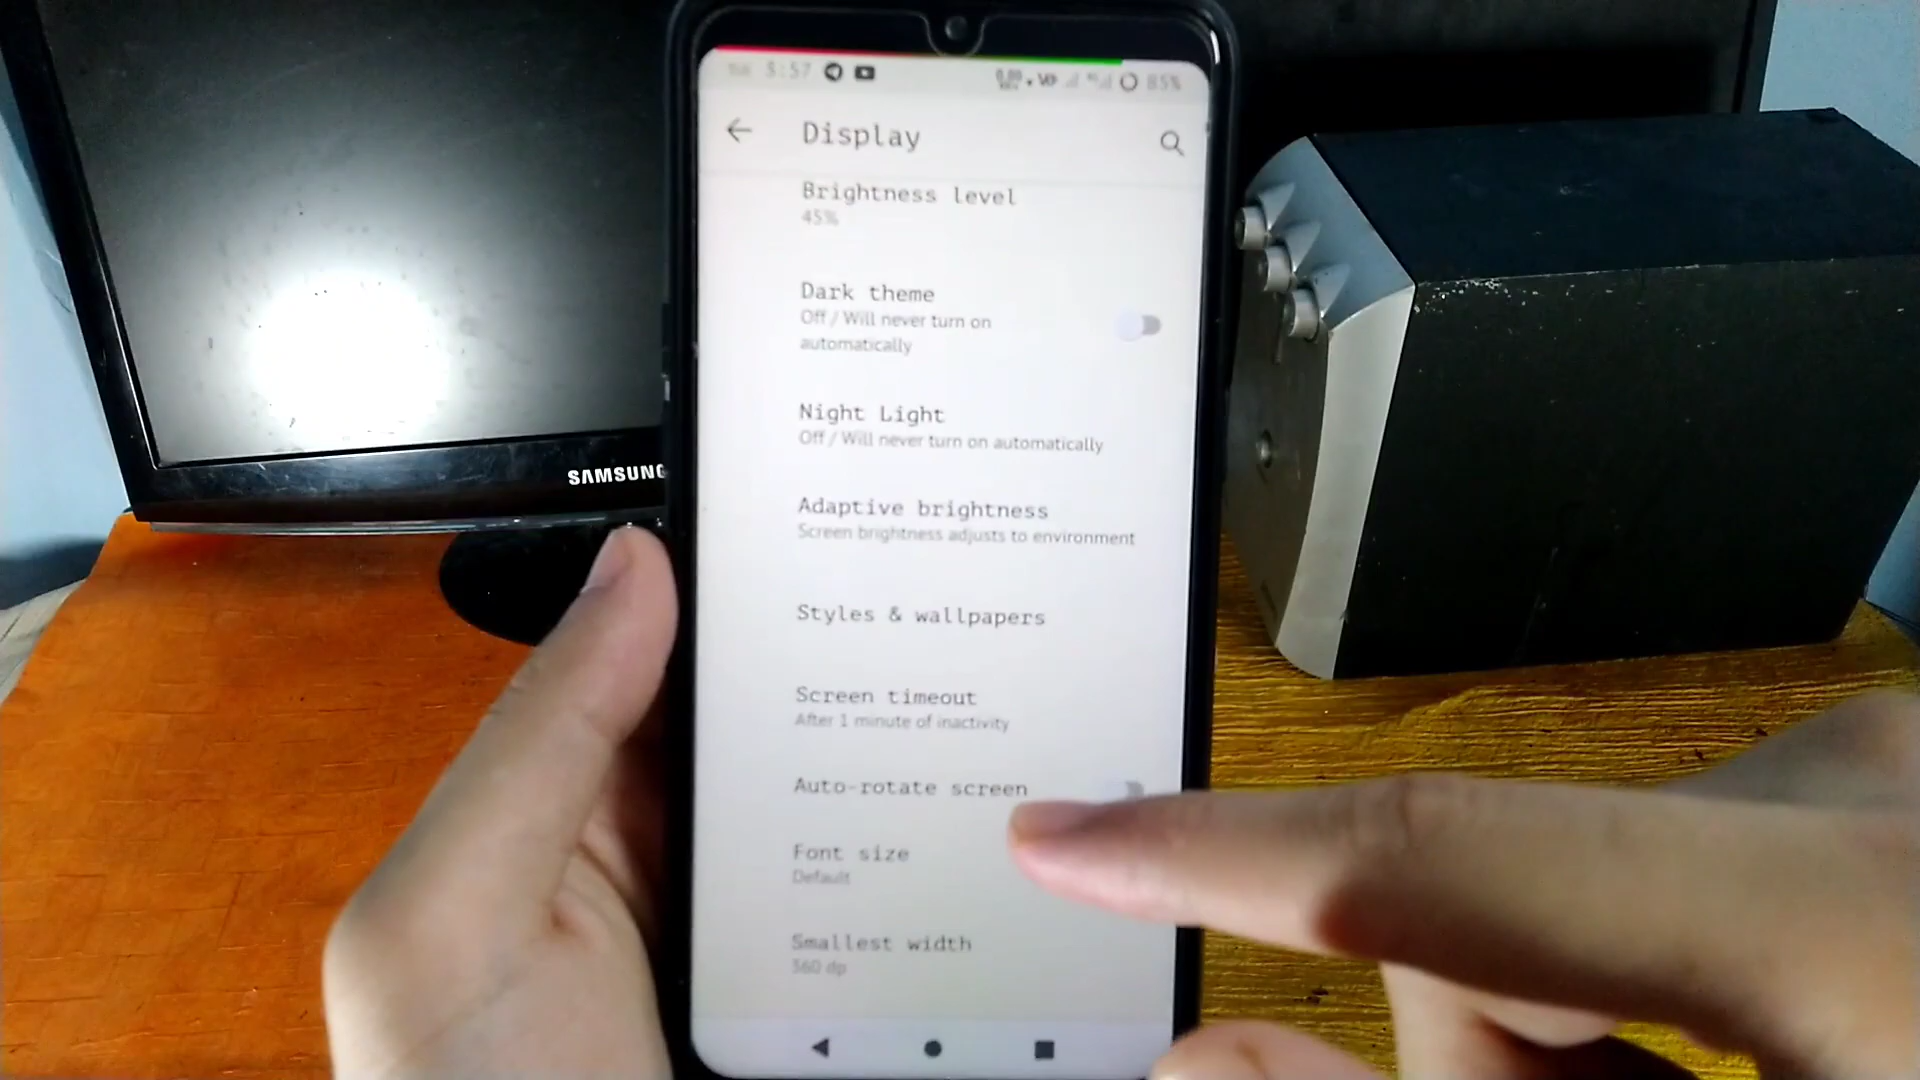 5:57
85%
Display
Brightness level
45%
Dark theme
Off / Will never turn on
automatically
Night Light
Off / Will never turn on automatically
Adaptive brightness
Screen brightness adjusts to environment
Styles & wallpapers
Screen timeout
After 1 minute of inactivity
Auto-rotate screen
Font size
Default
Smallest width
360 dp
SAMSUNG